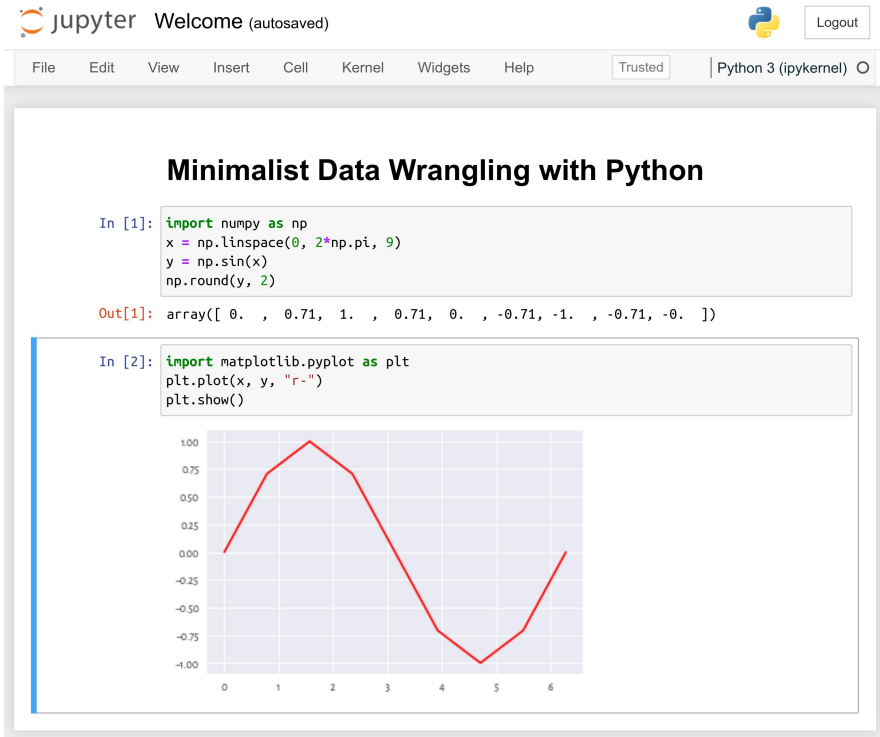 jupyter Welcome (autosaved) Logout
File Edit View Insert Cell Kernel Widgets Help Trusted Python 3 (ipykernel)
Minimalist Data Wrangling with Python
In [1]: import numpy as np
x = np.linspace(0, 2*np.pi, 9)
y = np.sin(x)
np.round(y, 2)
Out[1]: array([ 0.  ,  0.71,  1.  ,  0.71,  0.  , -0.71, -1.  , -0.71, -0.  ])
In [2]: import matplotlib.pyplot as plt
plt.plot(x, y, "r-")
plt.show()
1.00
0.75
0.50
0.25
0.00
−0.25
−0.50
−0.75
−1.00
0 1 2 3 4 5 6